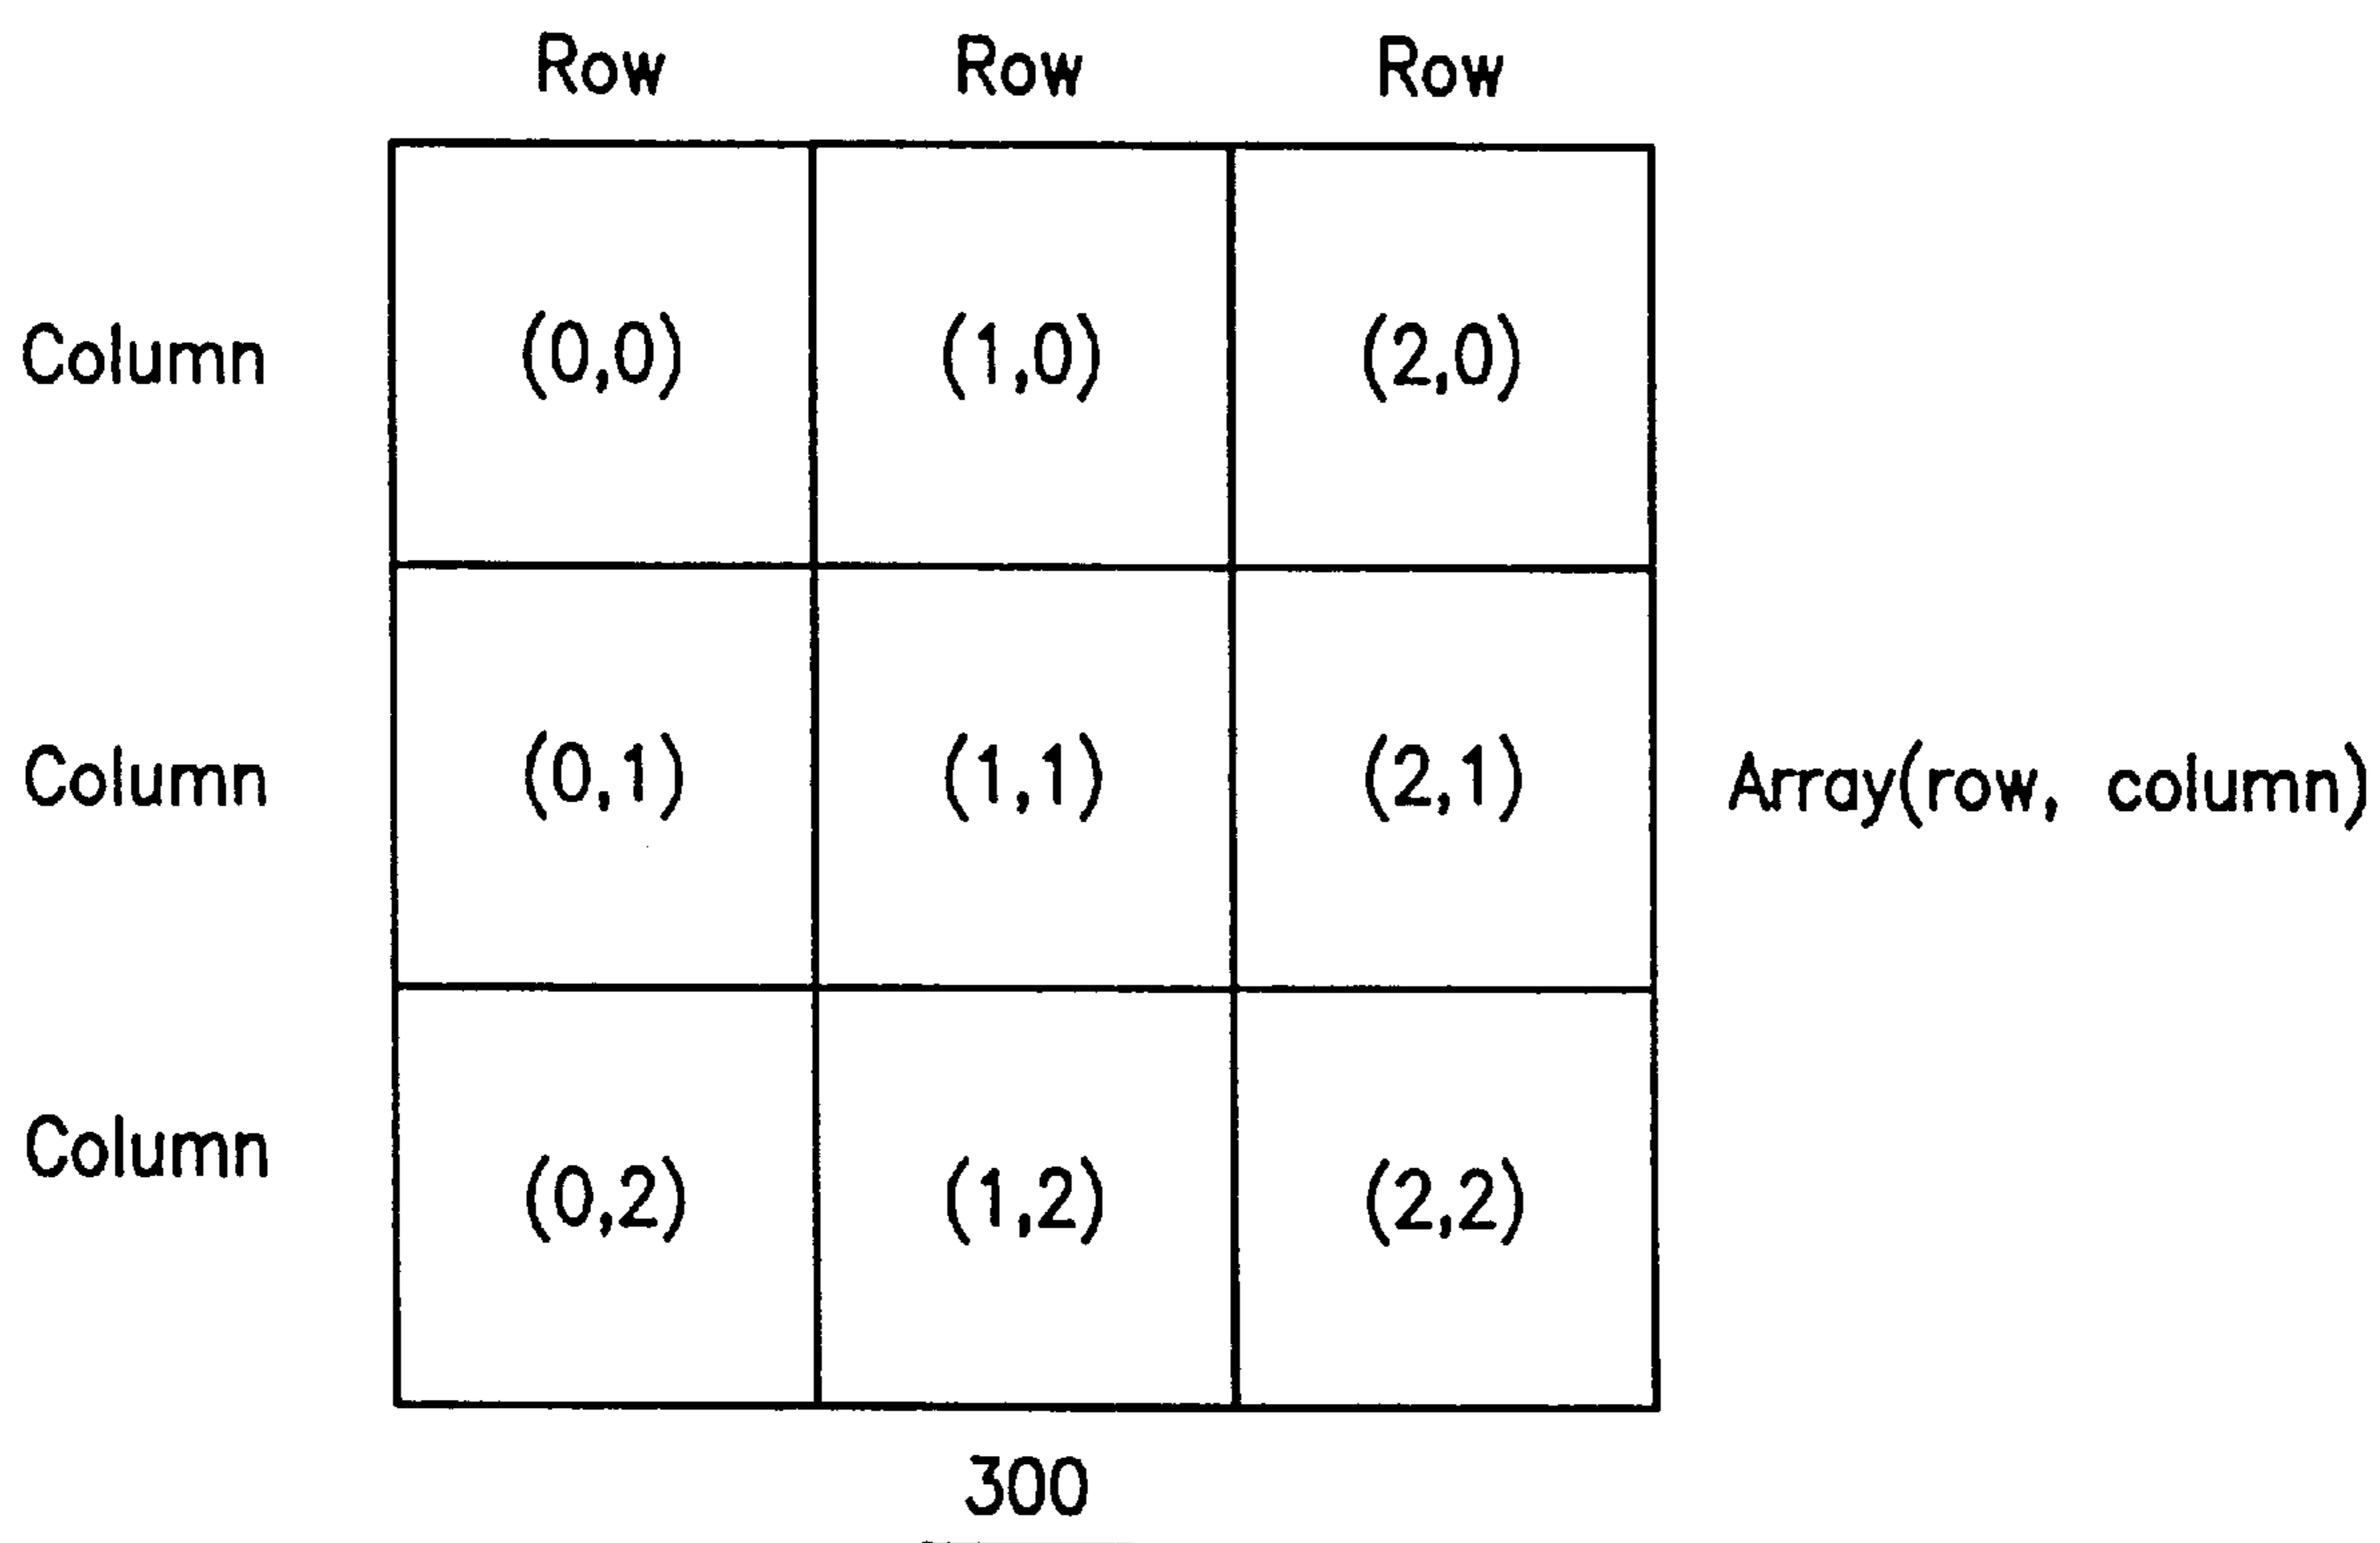 Row Row Row
Column (0,0) (1,0) (2,0)
Column (0,1) (1,1) (2,1) Array(row, column)
Column (0,2) (1,2) (2,2)
300